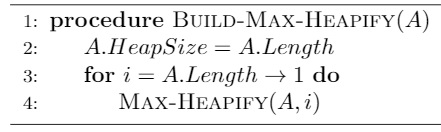 1: procedure BUILD-MAX-HEAPIFY(A)
2: A.HeapSize = A.Length
3: for i = A.Length → 1 do
4: MAX-HEAPIFY(A, i)